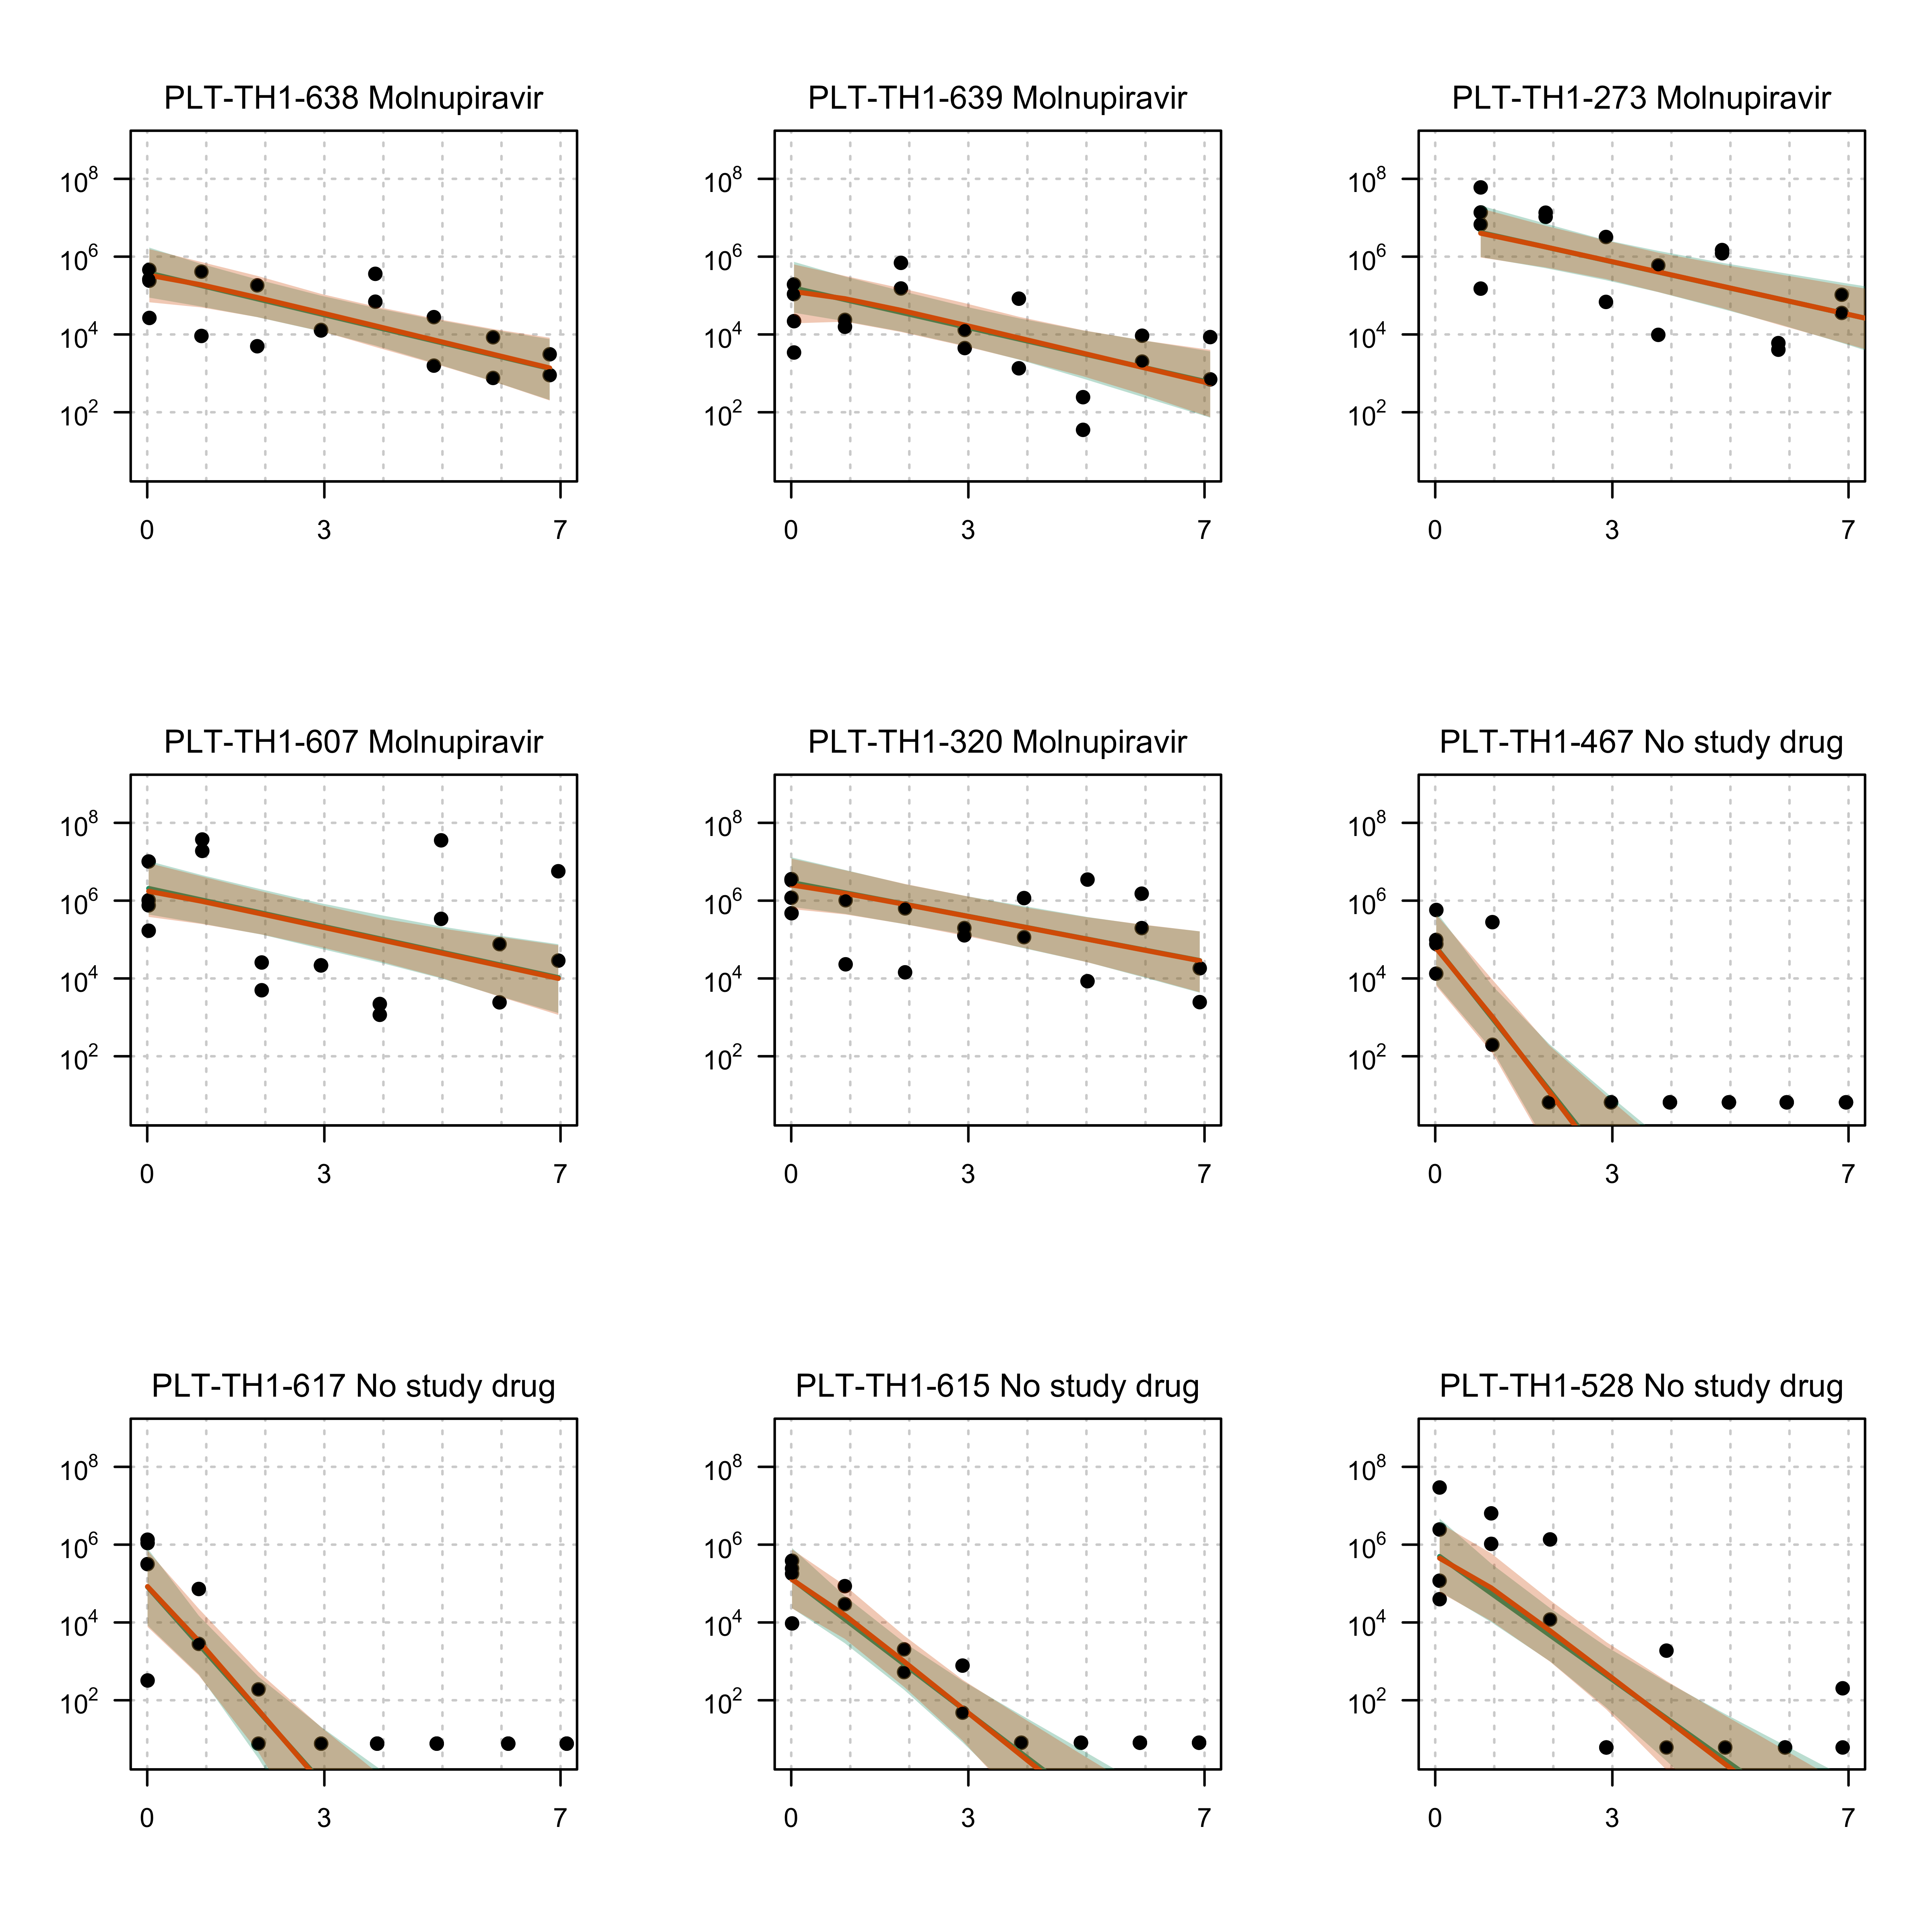 PLT-TH1-638 Molnupiravir
10^8
10^6
10^4
10^2
0 3 7
PLT-TH1-639 Molnupiravir
10^8
10^6
10^4
10^2
0 3 7
PLT-TH1-273 Molnupiravir
10^8
10^6
10^4
10^2
0 3 7
PLT-TH1-607 Molnupiravir
10^8
10^6
10^4
10^2
0 3 7
PLT-TH1-320 Molnupiravir
10^8
10^6
10^4
10^2
0 3 7
PLT-TH1-467 No study drug
10^8
10^6
10^4
10^2
0 3 7
PLT-TH1-617 No study drug
10^8
10^6
10^4
10^2
0 3 7
PLT-TH1-615 No study drug
10^8
10^6
10^4
10^2
0 3 7
PLT-TH1-528 No study drug
10^8
10^6
10^4
10^2
0 3 7